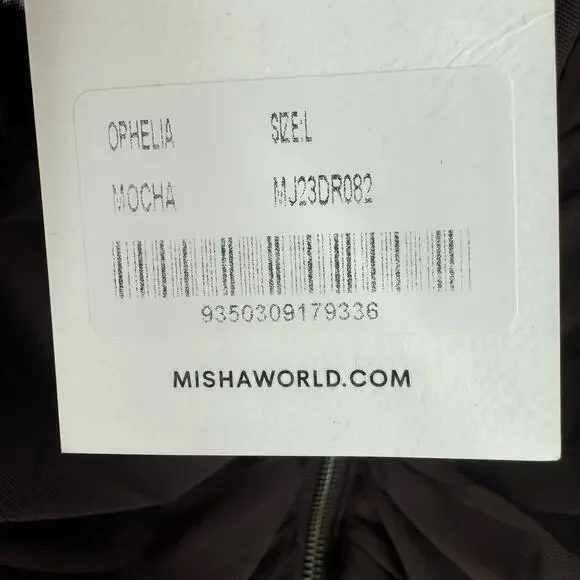 OPHELIA SIZE:L
MOCHA MJ23DR082
9350309179336
MISHAWORLD.COM